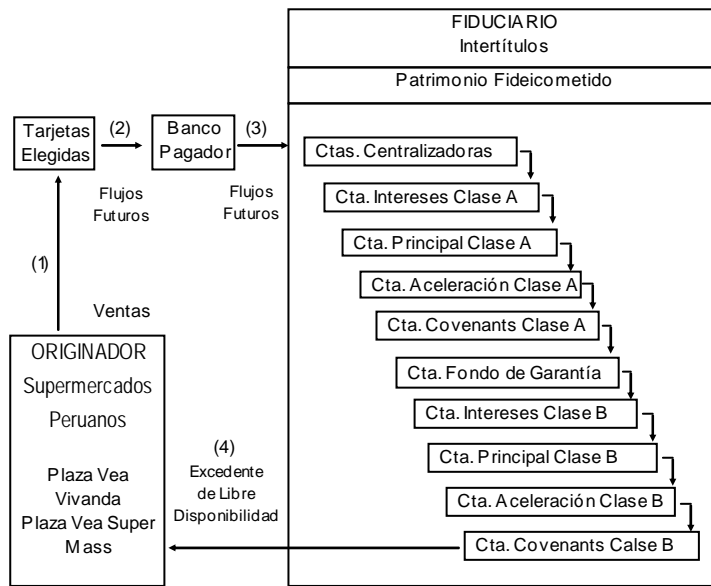 FIDUCIARIO
Intertítulos
Patrimonio Fideicometido
Tarjetas
Elegidas
(2)
Banco
Pagador
(3)
Flujos
Futuros
Flujos
Futuros
(1)
Ventas
ORIGINADOR
Supermercados
Peruanos
Plaza Vea
Vivanda
Plaza Vea Super
Mass
(4)
Excedente
de Libre
Disponibilidad
Ctas. Centralizadoras
Cta. Intereses Clase A
Cta. Principal Clase A
Cta. Aceleración Clase A
Cta. Covenants Clase A
Cta. Fondo de Garantía
Cta. Intereses Clase B
Cta. Principal Clase B
Cta. Aceleración Clase B
Cta. Covenants Calse B